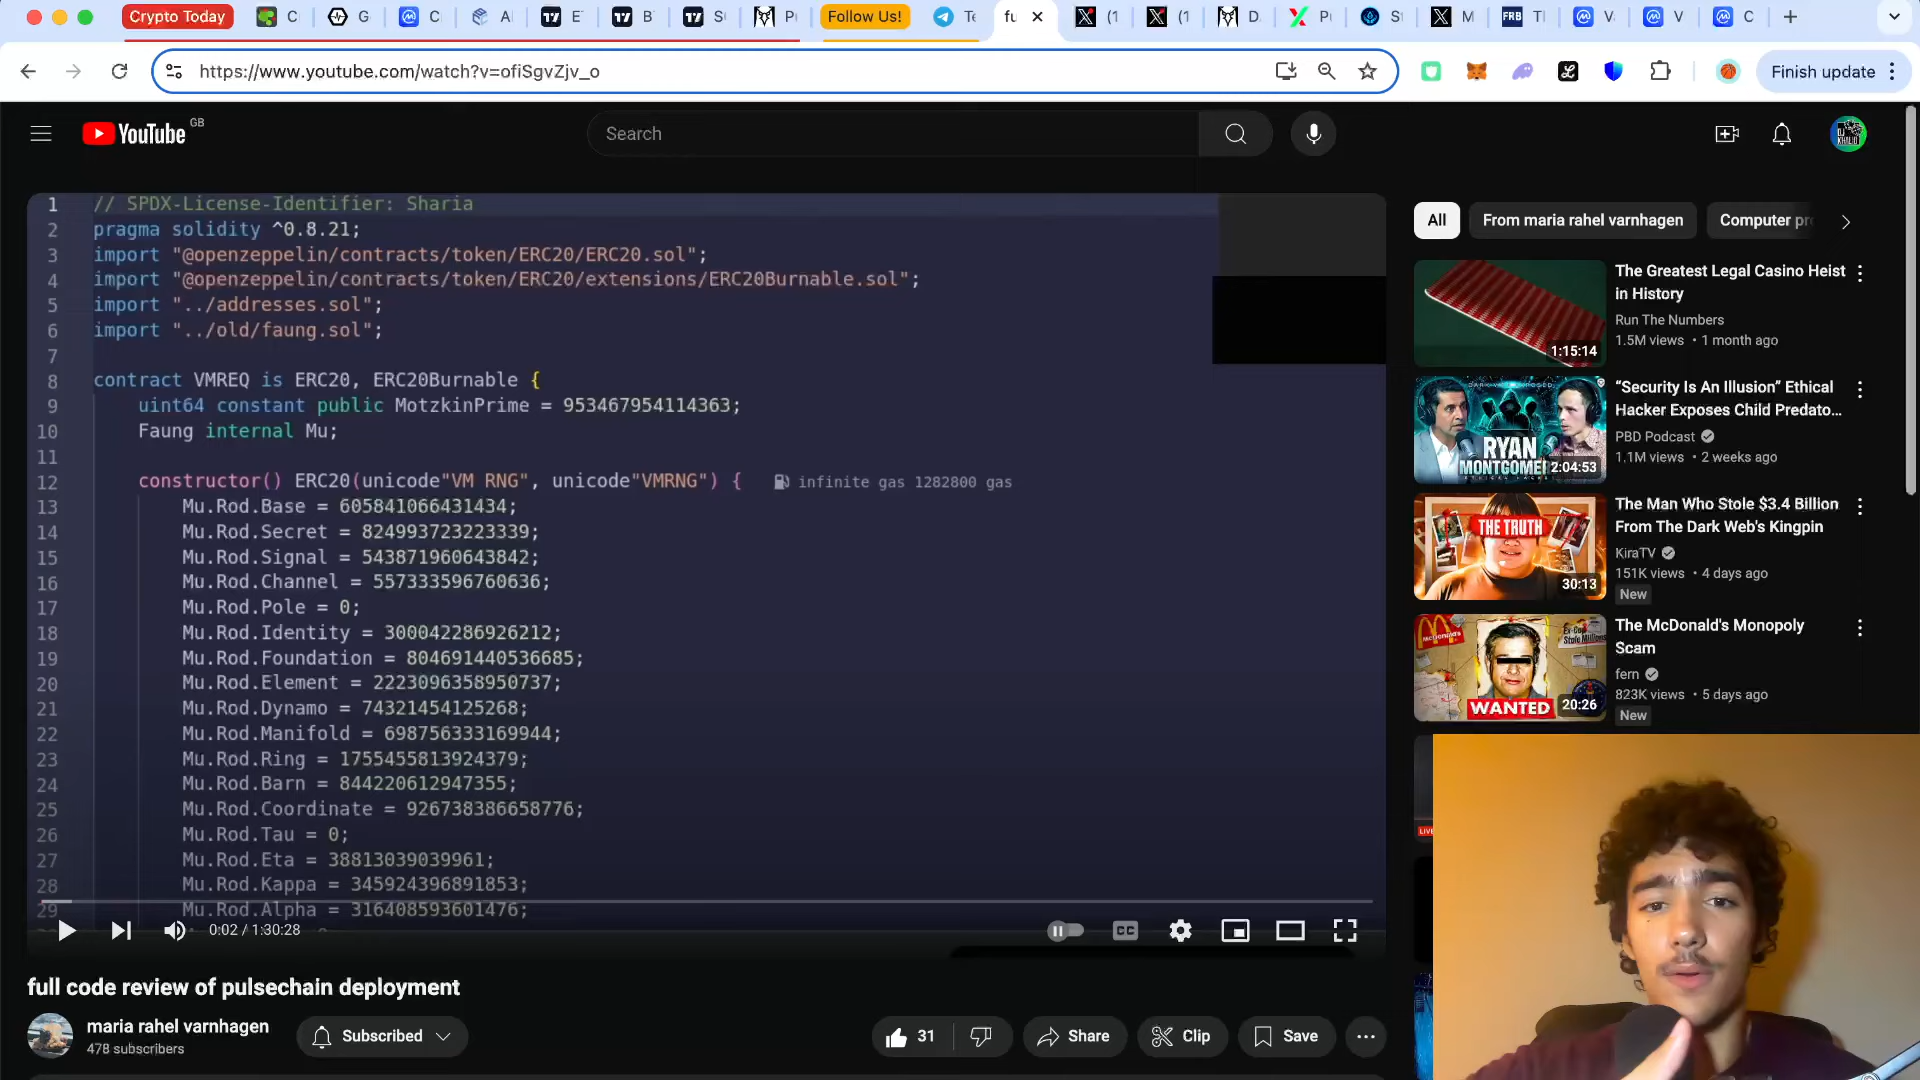 Crypto Today
Follow Us!
https://www.youtube.com/watch?v=ofiSgvZjv_o
Finish update
YouTube GB
Search
1 // SPDX-License-Identifier: Sharia
2 pragma solidity ^0.8.21;
3 import "@openzeppelin/contracts/token/ERC20/ERC20.sol";
4 import "@openzeppelin/contracts/token/ERC20/extensions/ERC20Burnable.sol";
5 import "../addresses.sol";
6 import "../old/faung.sol";
7
8 contract VMREQ is ERC20, ERC20Burnable {
9 uint64 constant public MotzkinPrime = 953467954114363;
10 Faung internal Mu;
11
12 constructor() ERC20(unicode"VM RNG", unicode"VMRNG") { infinite gas 1282800 gas
13 Mu.Rod.Base = 605841066431434;
14 Mu.Rod.Secret = 824993723223339;
15 Mu.Rod.Signal = 543871960643842;
16 Mu.Rod.Channel = 557333596760636;
17 Mu.Rod.Pole = 0;
18 Mu.Rod.Identity = 300042286926212;
19 Mu.Rod.Foundation = 804691440536685;
20 Mu.Rod.Element = 2223096358950737;
21 Mu.Rod.Dynamo = 74321454125268;
22 Mu.Rod.Manifold = 698756333169944;
23 Mu.Rod.Ring = 1755455813924379;
24 Mu.Rod.Barn = 844220612947355;
25 Mu.Rod.Coordinate = 926738386658776;
26 Mu.Rod.Tau = 0;
27 Mu.Rod.Eta = 38813039039961;
28 Mu.Rod.Kappa = 345924396891853;
29 Mu.Rod.Alpha = 316408593601476;
0:02 / 1:30:28
CC
full code review of pulsechain deployment
maria rahel varnhagen
478 subscribers
Subscribed
31
Share
Clip
Save
All
From maria rahel varnhagen
Computer pr
The Greatest Legal Casino Heist
in History
Run The Numbers
1.5M views • 1 month ago
1:15:14
“Security Is An Illusion” Ethical
Hacker Exposes Child Predato...
PBD Podcast
1.1M views • 2 weeks ago
RYAN
MONTGOMER
2:04:53
The Man Who Stole $3.4 Billion
From The Dark Web's Kingpin
KiraTV
151K views • 4 days ago
New
THE TRUTH
30:13
The McDonald's Monopoly
Scam
fern
823K views • 5 days ago
New
WANTED
20:26
LIVE